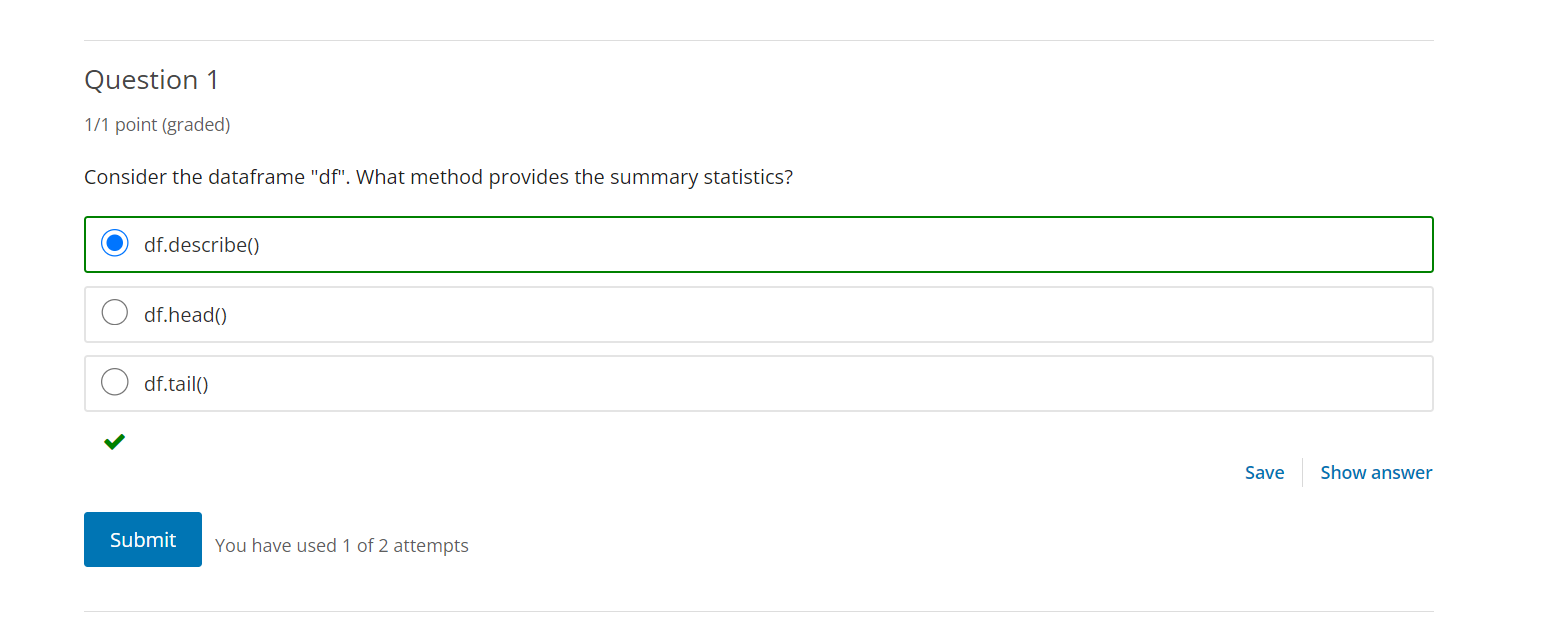 Question 1
1/1 point (graded)
Consider the dataframe "df". What method provides the summary statistics?
df.describe()
df.head()
df.tail()
Save
Show answer
Submit
You have used 1 of 2 attempts